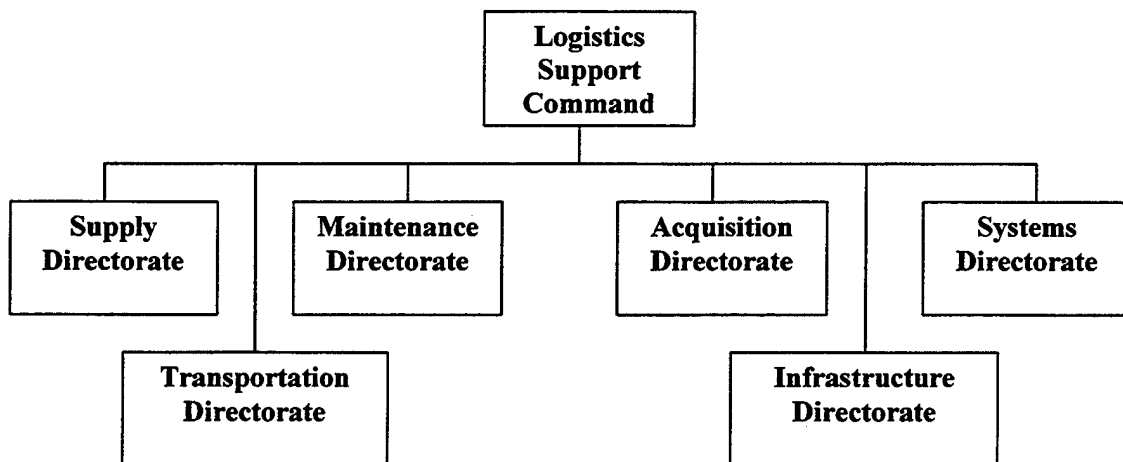 Logistics
Support
Command
Supply
Directorate
Maintenance
Directorate
Acquisition
Directorate
Systems
Directorate
Transportation
Directorate
Infrastructure
Directorate